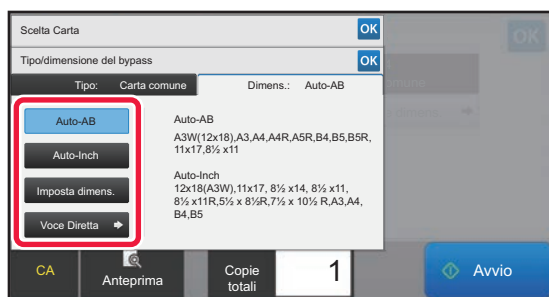 Scelta Carta
OK
Tipo/dimensione del bypass
OK
Tipo: Carta comune
Dimens.: Auto-AB
Auto-AB
Auto-Inch
Imposta dimens.
Voce Diretta
Auto-AB
A3W(12x18),A3,A4,A4R,A5R,B4,B5,B5R,
11x17,8½ x11
Auto-Inch
12x18(A3W),11x17, 8½ x14, 8½ x11,
8½ x11R,5½ x 8½R,7½ x 10½ R,A3,A4,
B4,B5
OK
comune
CA
Anteprima
Copie
totali
1
Avvio